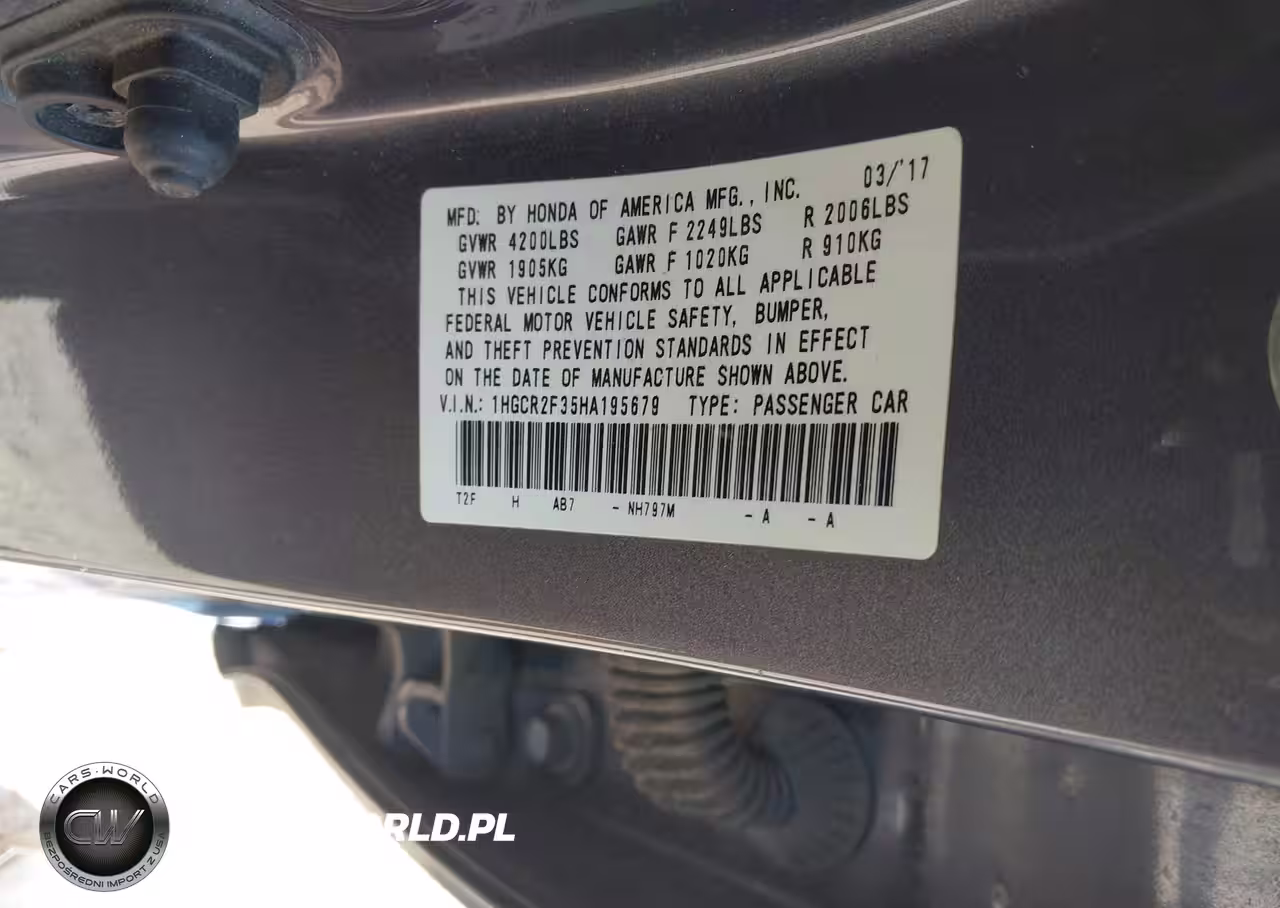 03/'17
MFD. BY HONDA OF AMERICA MFG., INC.
GVWR 4200LBS GAWR F 2249LBS R 2006LBS
GVWR 1905KG GAWR F 1020KG R 910KG
THIS VEHICLE CONFORMS TO ALL APPLICABLE
FEDERAL MOTOR VEHICLE SAFETY, BUMPER,
AND THEFT PREVENTION STANDARDS IN EFFECT
ON THE DATE OF MANUFACTURE SHOWN ABOVE.
V.I.N.: 1HGCR2F35HA195679 TYPE: PASSENGER CAR
T2F H AB7 - NH797M - A - A
CARS·WORLD
CW
BEZPOŚREDNI IMPORT Z USA
ORLD.PL